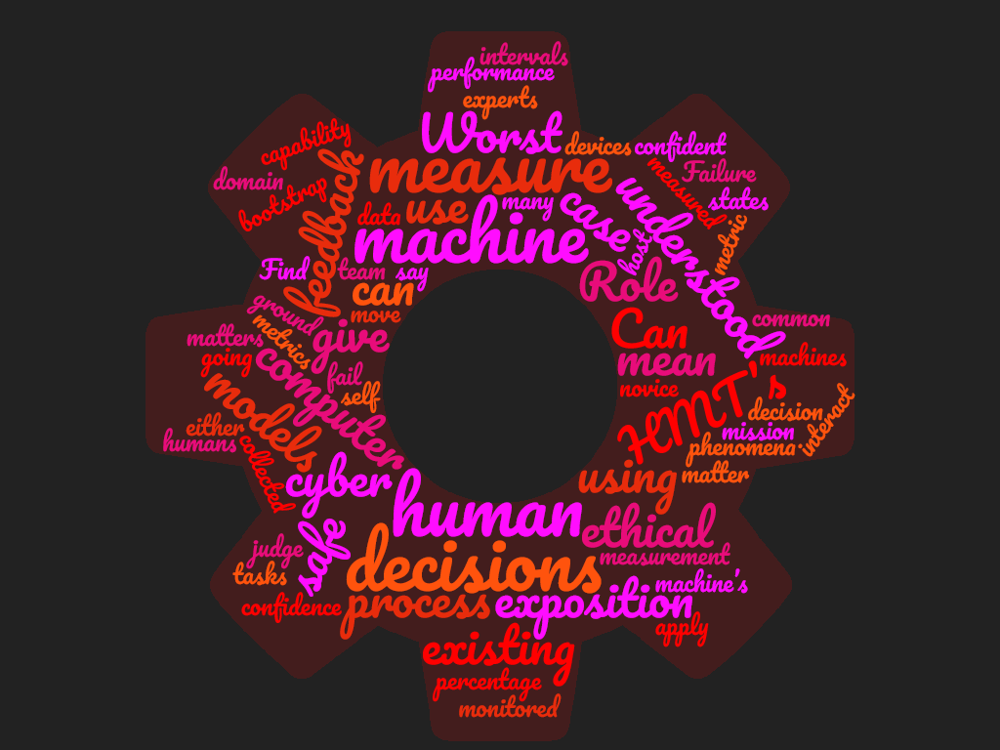 intervals
performance
experts
Worst
devices
confident
capability
measure
measured
Failure
domain
states
bootstrap
feedback
data
use
many
case
understood
machine
host
metric
Find
team
say
can
move
Role
ground
metrics
give
Can
common
matters
going
computer
fail
mean
machines
self
novice
models
HMT's
decision
interact
either
humans
collected
mission
phenomena
cyber
using
matter
human
safe
ethical
judge
tasks
decisions
measurement
machine's
confidence
process
exposition
apply
existing
percentage
monitored